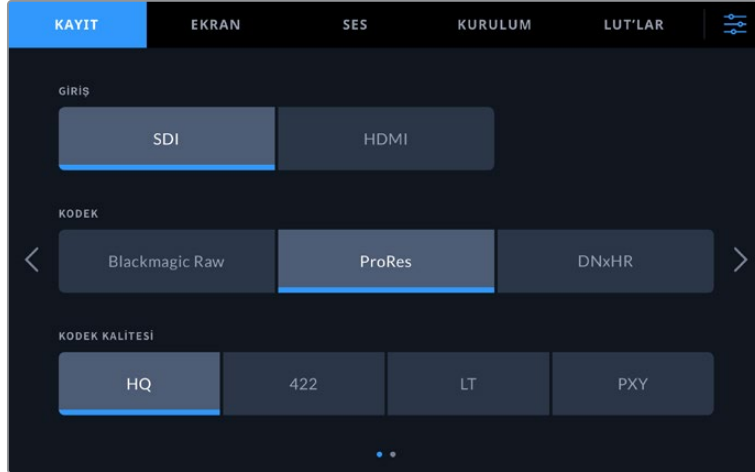 KAYIT EKRAN SES KURULUM LUT'LAR
GİRİŞ
SDI HDMI
KODEK
Blackmagic Raw ProRes DNxHR
KODEK KALİTESİ
HQ 422 LT PXY